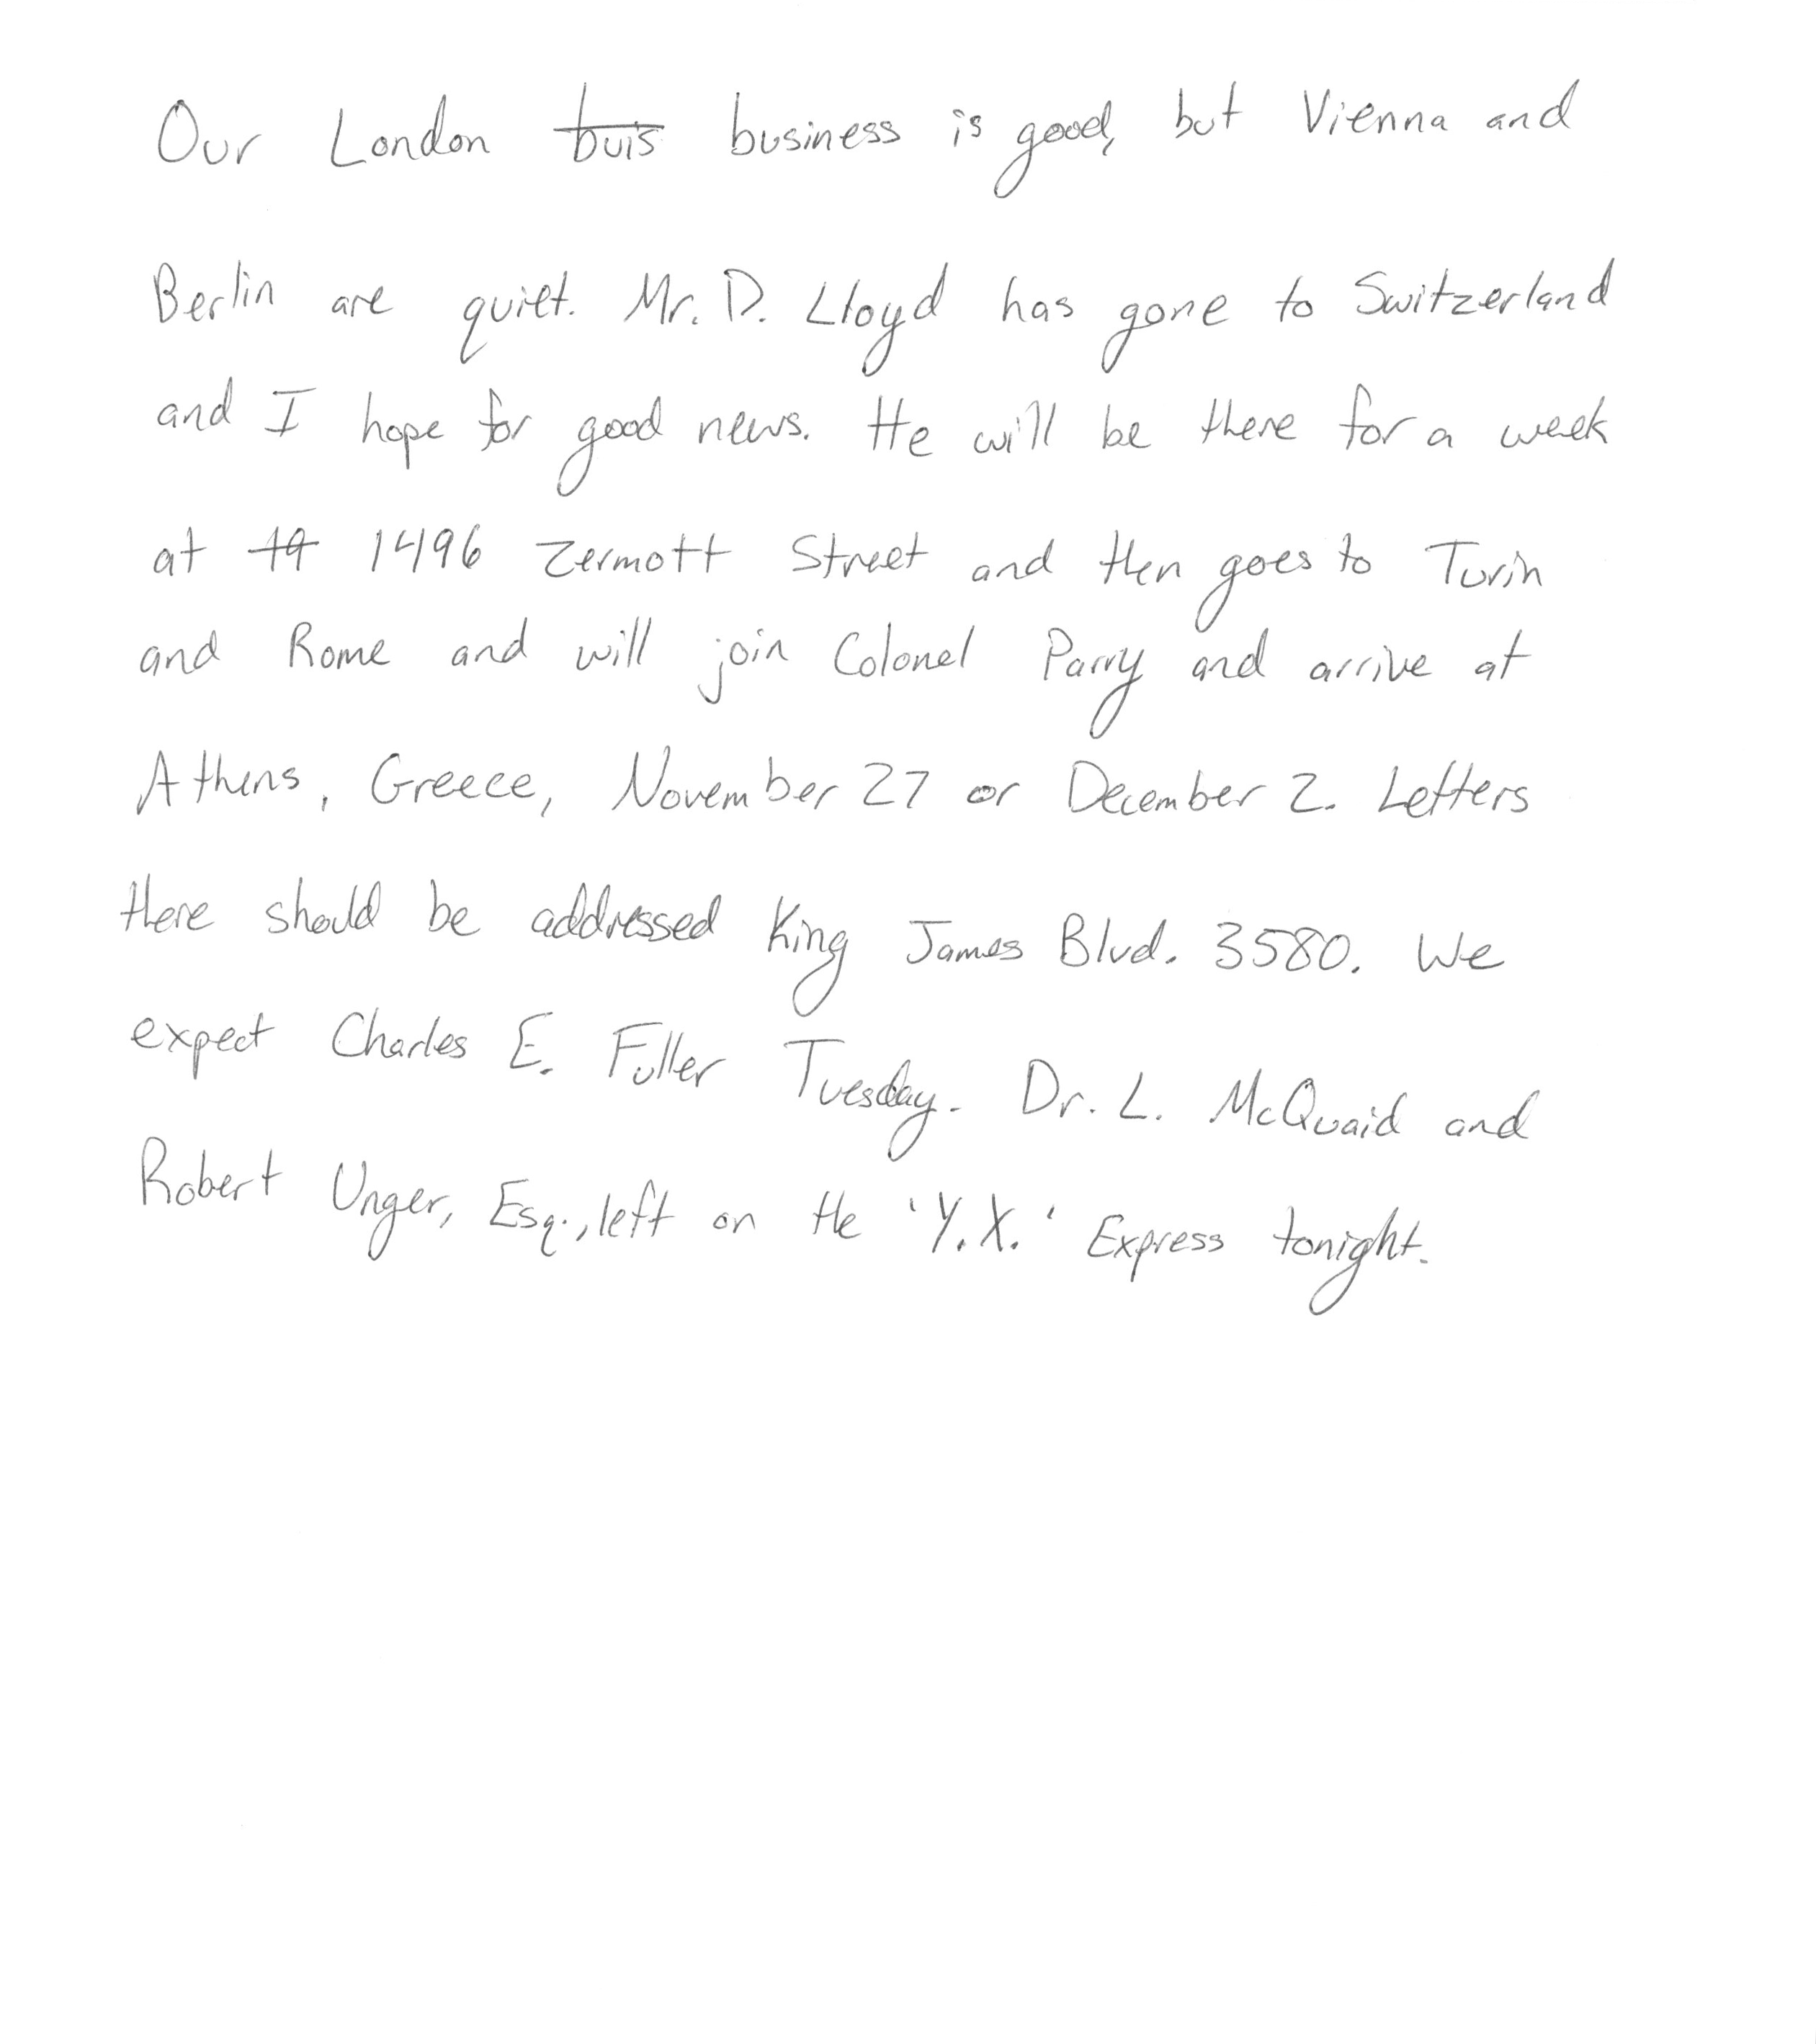 Our London buis business is good, but Vienna and
Berlin are quiet. Mr. D. Lloyd has gone to Switzerland
and I hope for good news. He will be there for a week
at 19 1496 Zermott Street and then goes to Turin
and Rome and will join Colonel Parry and arrive at
Athens, Greece, November 27 or December 2. Letters
there should be addressed King James Blvd. 3580. We
expect Charles E. Fuller Tuesday. Dr. L. McQuaid and
Robert Unger, Esq., left on the 'Y.X.' Express tonight.